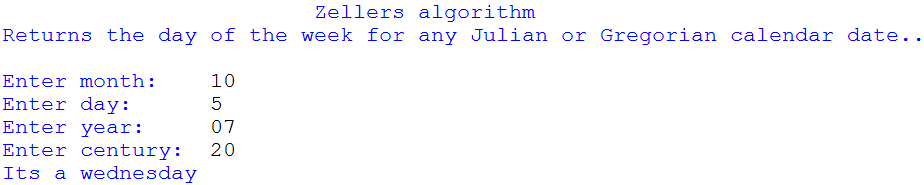 Zellers algorithm
Returns the day of the week for any Julian or Gregorian calendar date..
Enter month: 10
Enter day: 5
Enter year: 07
Enter century: 20
Its a wednesday